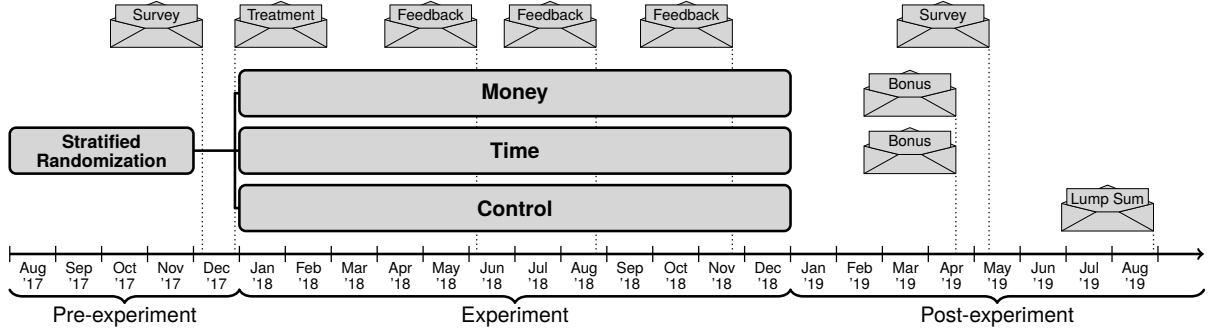 Survey
Treatment
Feedback
Feedback
Feedback
Survey
Money
Bonus
Stratified
Randomization
Time
Bonus
Control
Lump Sum
Aug Sep Oct Nov Dec Jan Feb Mar Apr May Jun Jul Aug Sep Oct Nov Dec Jan Feb Mar Apr May Jun Jul Aug
'17 '17 '17 '17 '17 '18 '18 '18 '18 '18 '18 '18 '18 '18 '18 '18 '18 '19 '19 '19 '19 '19 '19 '19 '19
Pre-experiment
Experiment
Post-experiment